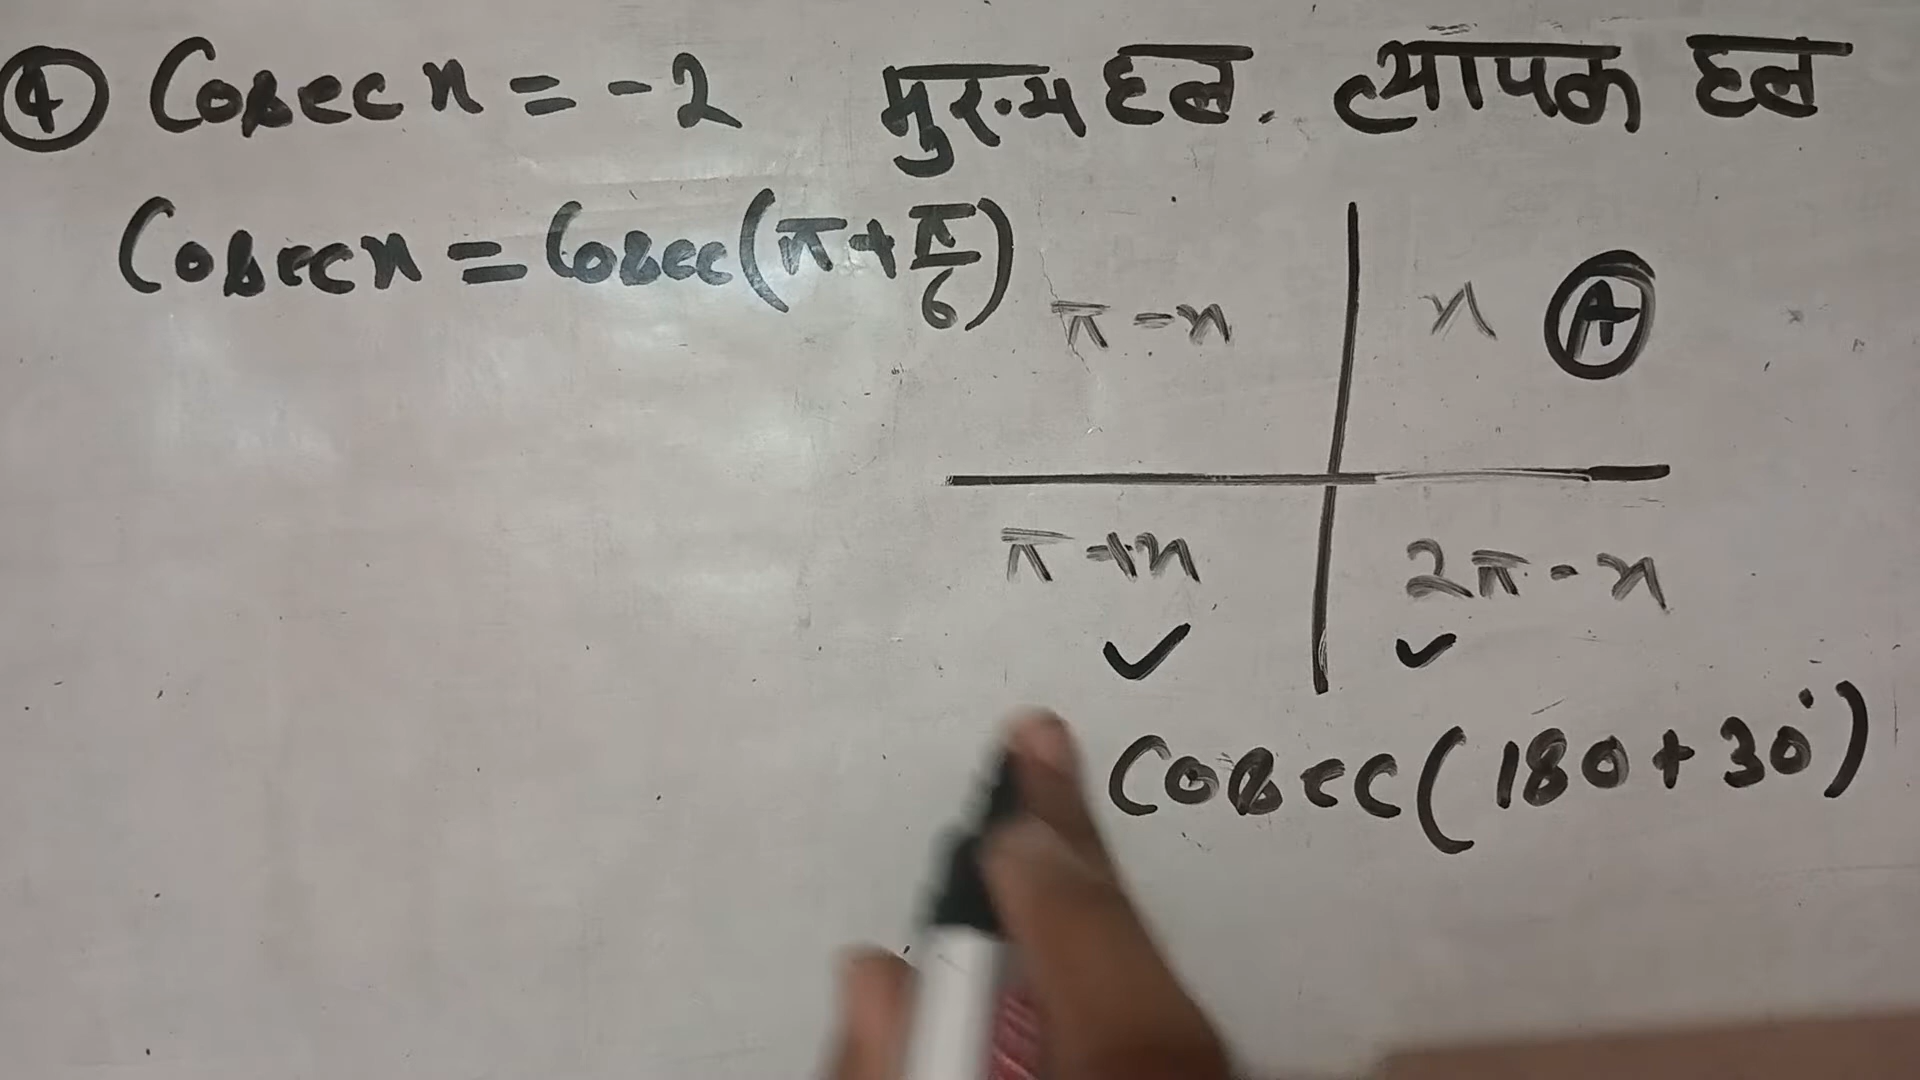 ④ Cosec x = -2 मुख्य हल. व्यापक हल
Cosec x = Cosec(π+π/6)
π-x x Ⓐ
π+x 2π-x
✓ ✓
Cosec(180+30°)